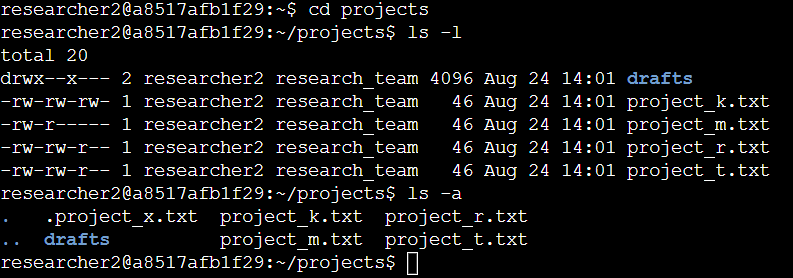 researcher2@a8517afb1f29:~$ cd projects
researcher2@a8517afb1f29:~/projects$ ls -l
total 20
drwx--x--- 2 researcher2 research_team 4096 Aug 24 14:01 drafts
-rw-rw-rw- 1 researcher2 research_team   46 Aug 24 14:01 project_k.txt
-rw-r----- 1 researcher2 research_team   46 Aug 24 14:01 project_m.txt
-rw-rw-r-- 1 researcher2 research_team   46 Aug 24 14:01 project_r.txt
-rw-rw-r-- 1 researcher2 research_team   46 Aug 24 14:01 project_t.txt
researcher2@a8517afb1f29:~/projects$ ls -a
.   .project_x.txt  project_k.txt  project_r.txt
..  drafts          project_m.txt  project_t.txt
researcher2@a8517afb1f29:~/projects$